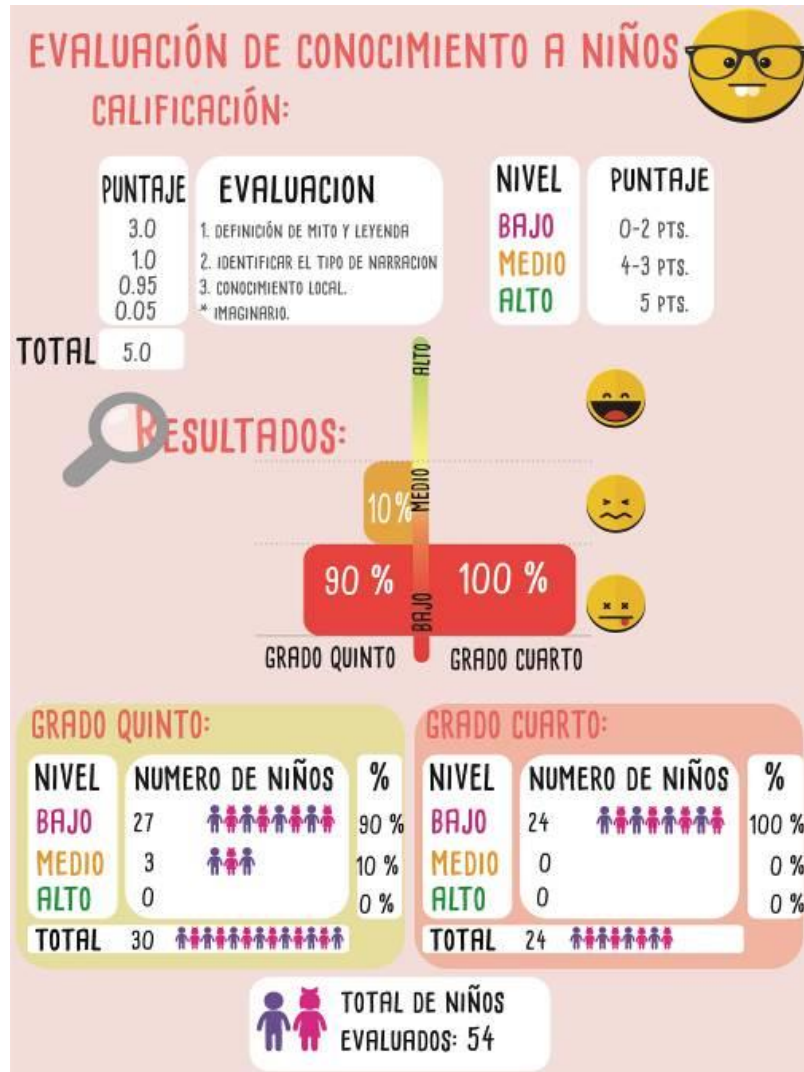 EVALUACIÓN DE CONOCIMIENTO A NIÑOS
CALIFICACIÓN:
PUNTAJE EVALUACION
3.0 1. DEFINICIÓN DE MITO Y LEYENDA
1.0 2. IDENTIFICAR EL TIPO DE NARRACION
0.95 3. CONOCIMIENTO LOCAL.
0.05 * IMAGINARIO.
TOTAL 5.0
NIVEL PUNTAJE
BAJO 0-2 PTS.
MEDIO 4-3 PTS.
ALTO 5 PTS.
RESULTADOS:
ALTO
MEDIO
BAJO
10%
90 % 100 %
GRADO QUINTO GRADO CUARTO
GRADO QUINTO:
NIVEL NUMERO DE NIÑOS %
BAJO 27 90 %
MEDIO 3 10 %
ALTO 0 0 %
TOTAL 30
GRADO CUARTO:
NIVEL NUMERO DE NIÑOS %
BAJO 24 100 %
MEDIO 0 0 %
ALTO 0 0 %
TOTAL 24
TOTAL DE NIÑOS
EVALUADOS: 54